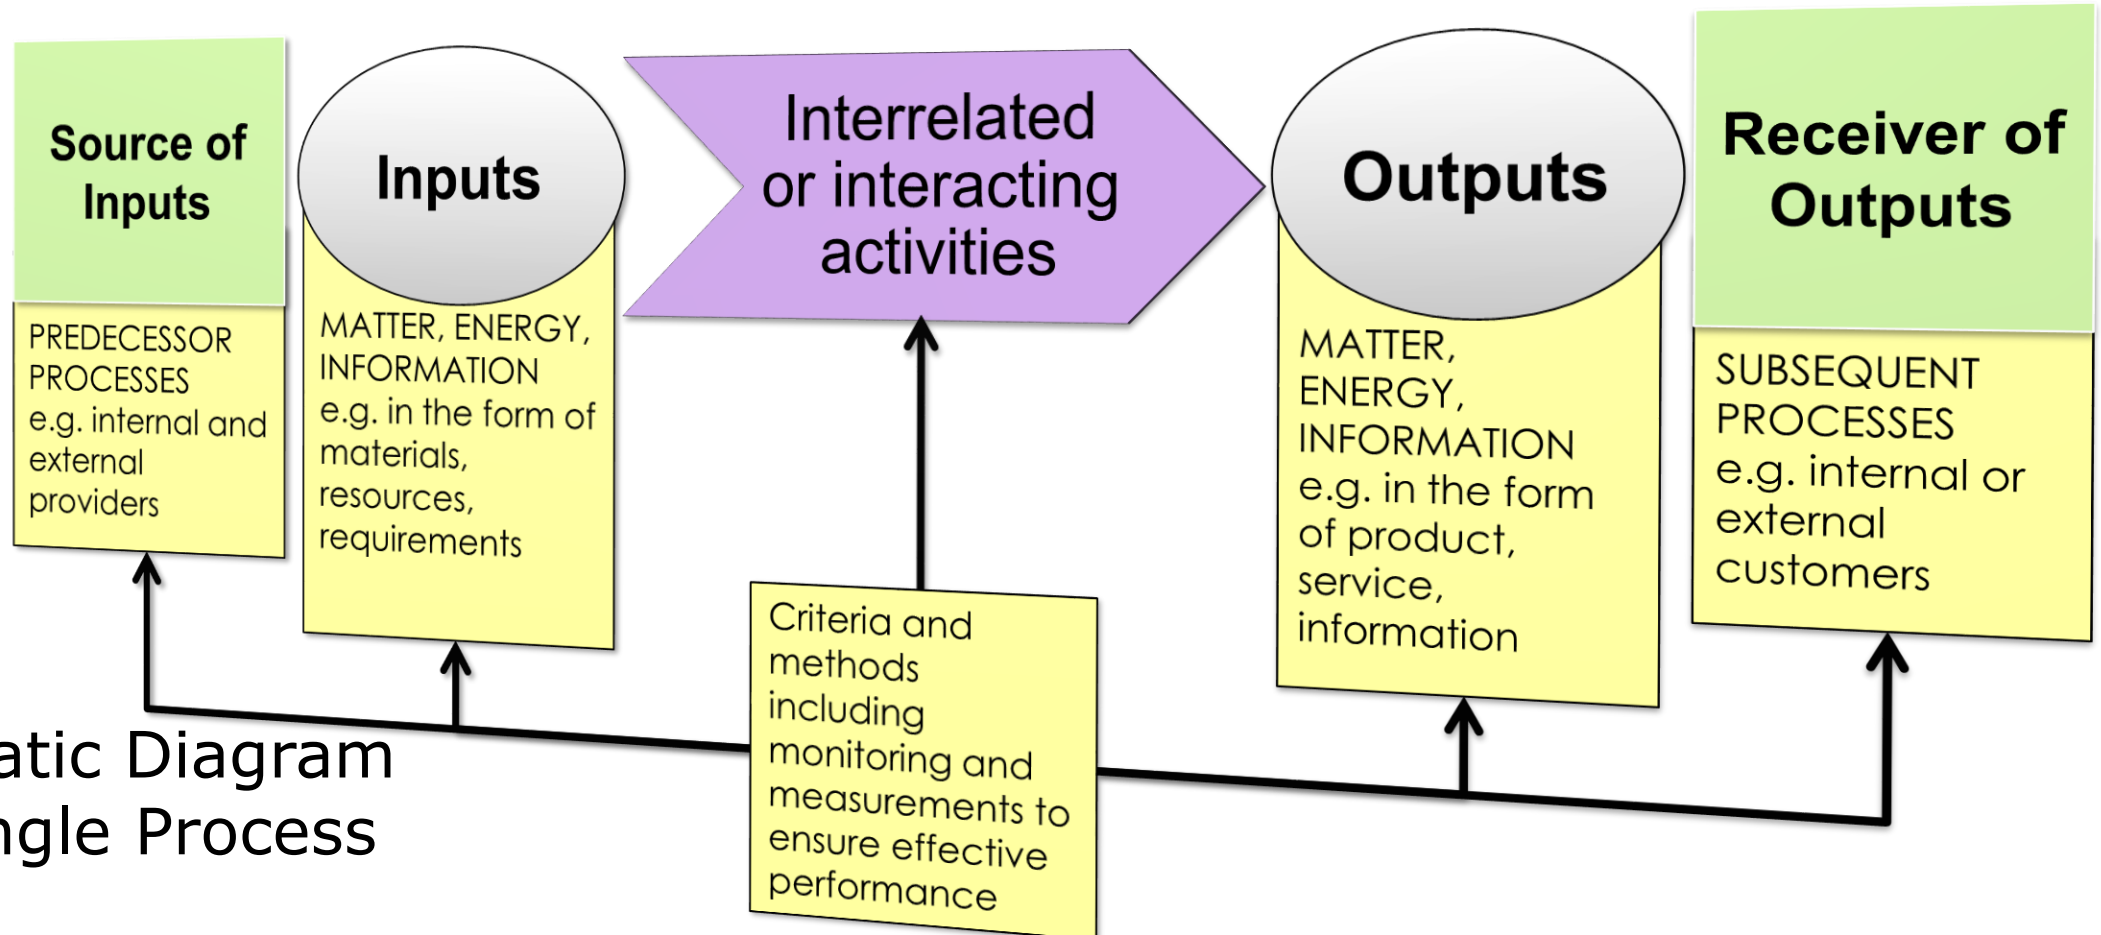 Source of
Inputs
PREDECESSOR
PROCESSES
e.g. internal and
external
providers
Inputs
MATTER, ENERGY,
INFORMATION
e.g. in the form of
materials,
resources,
requirements
Interrelated
or interacting
activities
Criteria and
methods
including
monitoring and
measurements to
ensure effective
performance
Outputs
MATTER,
ENERGY,
INFORMATION
e.g. in the form
of product,
service,
information
Receiver of
Outputs
SUBSEQUENT
PROCESSES
e.g. internal or
external
customers
Diagram
Process